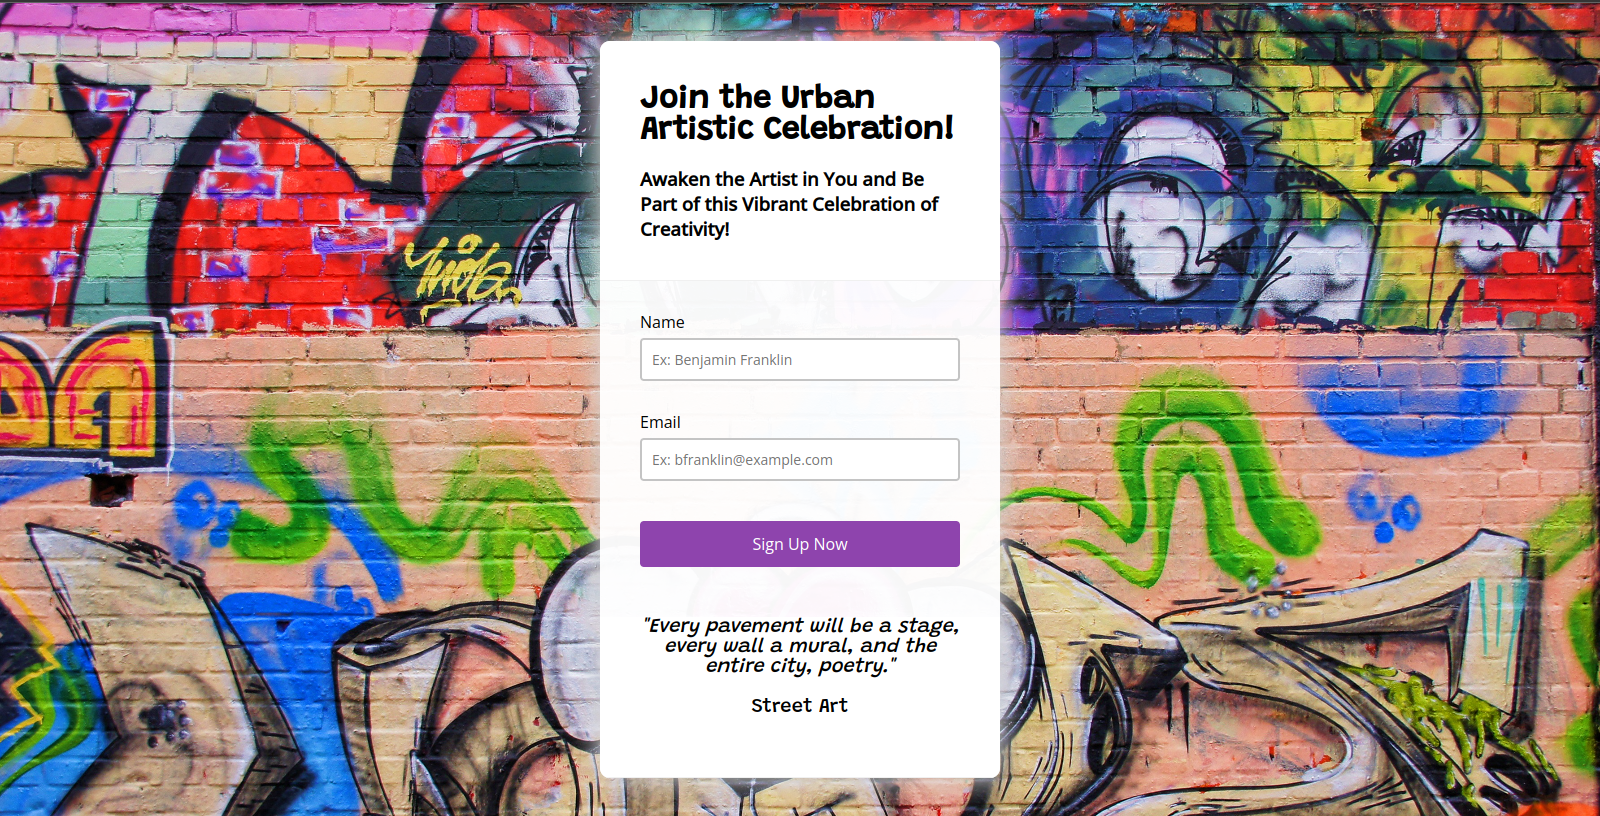 Join the Urban
Artistic Celebration!
Awaken the Artist in You and Be
Part of this Vibrant Celebration of
Creativity!
Name
Ex: Benjamin Franklin
Email
Ex: bfranklin@example.com
Sign Up Now
"Every pavement will be a stage,
every wall a mural, and the
entire city, poetry."
Street Art